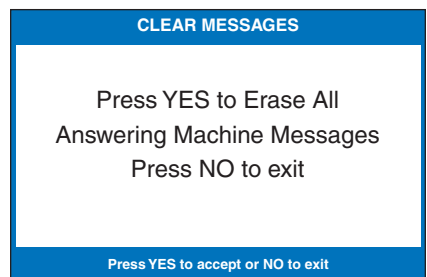 CLEAR MESSAGES
Press YES to Erase All
Answering Machine Messages
Press NO to exit
Press YES to accept or NO to exit